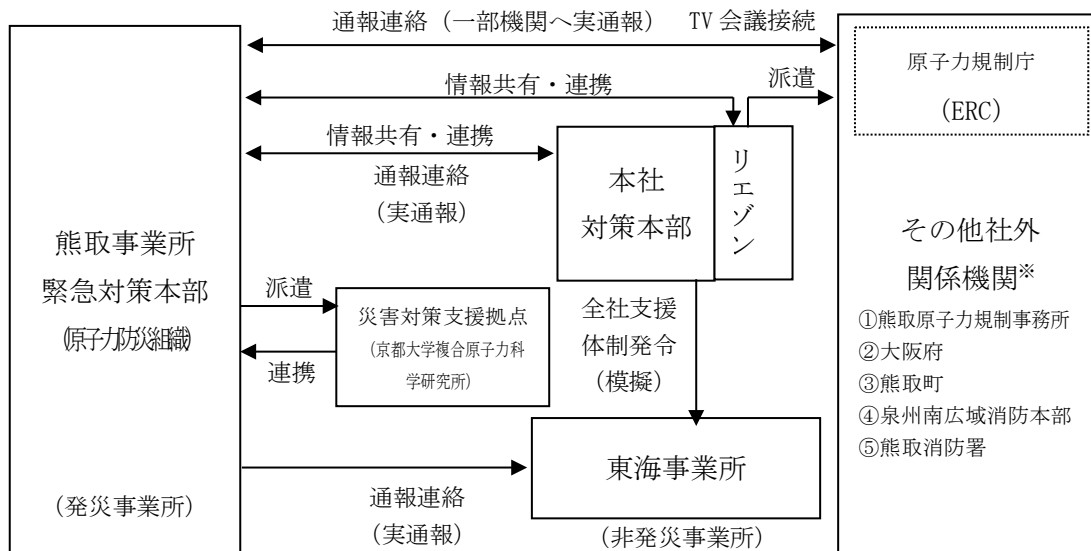 通報連絡（一部機関へ実通報） TV 会議接続
情報共有・連携
派遣
情報共有・連携
通報連絡
（実通報）
本社
対策本部
リエゾン
原子力規制庁
（ERC）
熊取事業所
緊急対策本部
（原子力防災組織）
（発災事業所）
派遣
連携
災害対策支援拠点
（京都大学複合原子力科
学研究所）
全社支援
体制発令
（模擬）
東海事業所
（非発災事業所）
通報連絡
（実通報）
その他社外
関係機関※
①熊取原子力規制事務所
②大阪府
③熊取町
④泉州南広域消防本部
⑤熊取消防署